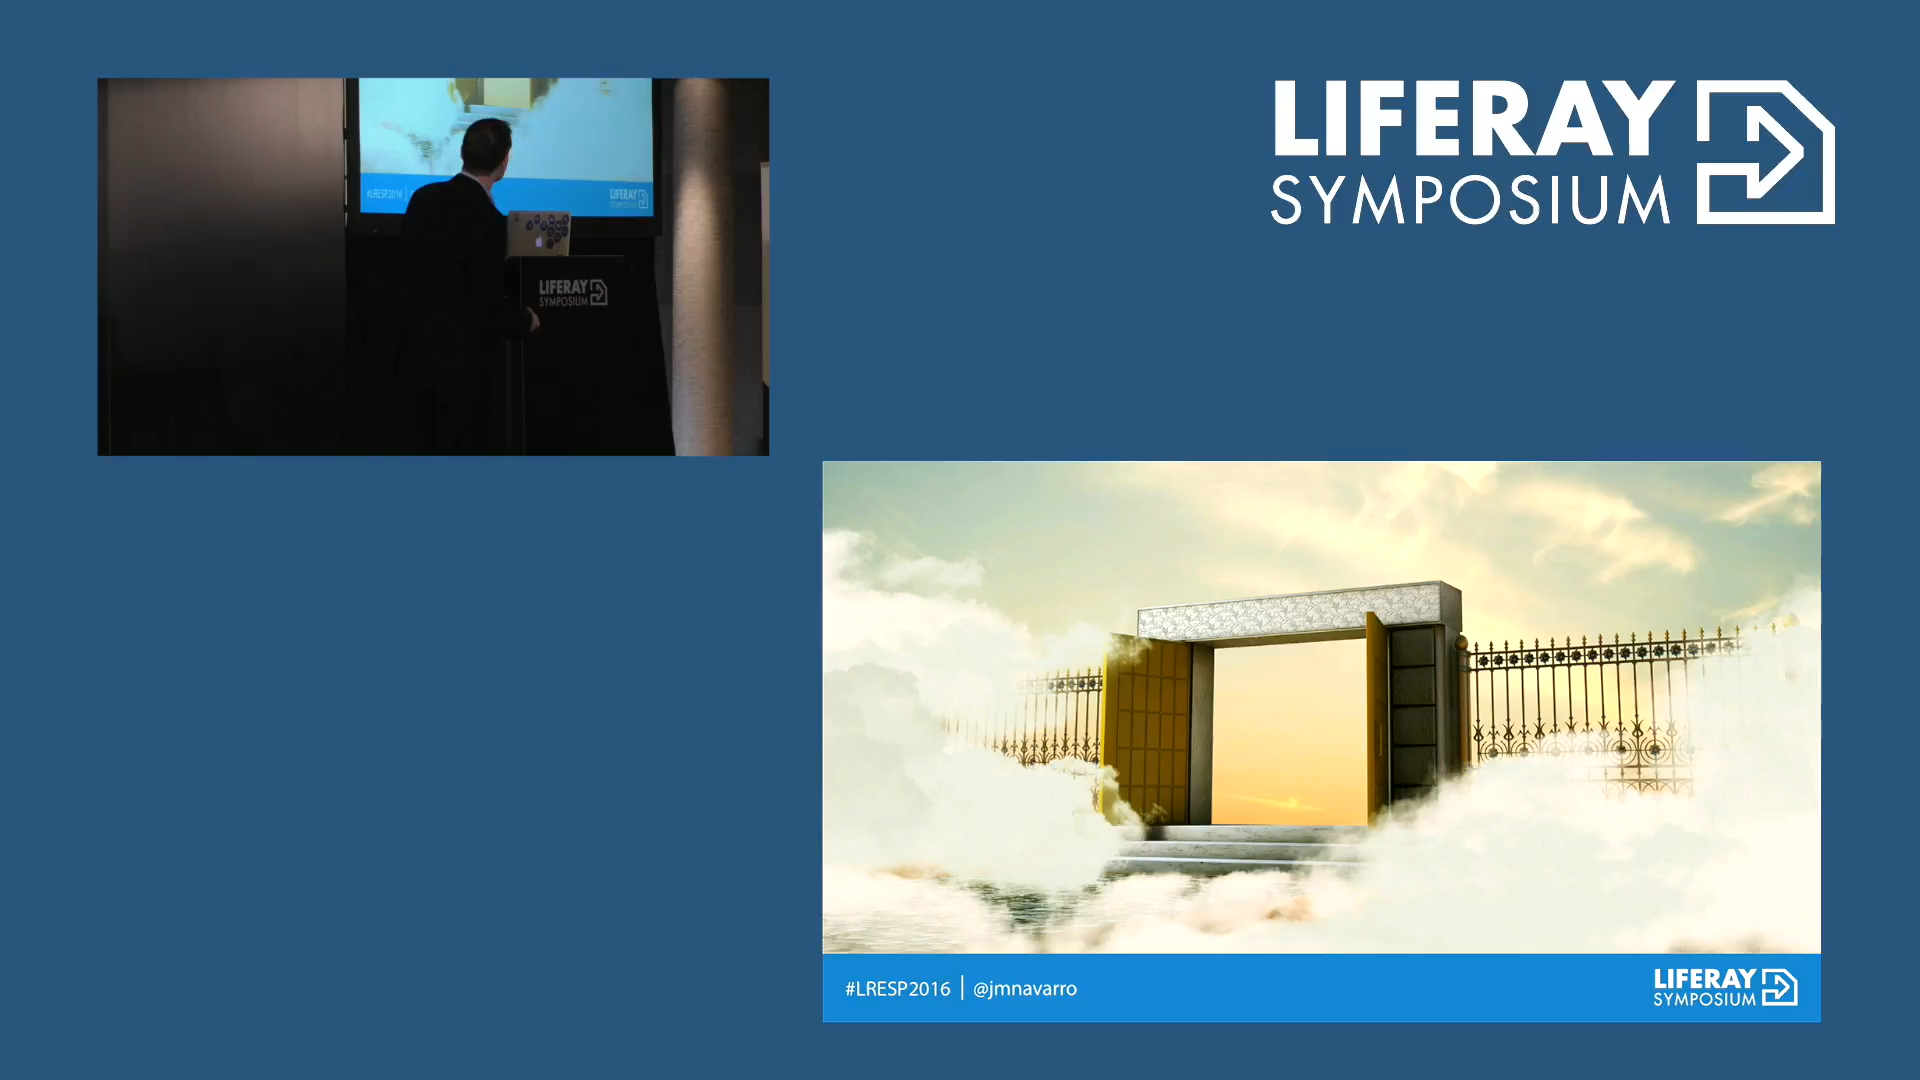 LIFERAY
SYMPOSIUM
#LRESP2016
LIFERAY
SYMPOSIUM
LIFERAY
SYMPOSIUM
#LRESP2016 | @jmnavarro
LIFERAY
SYMPOSIUM